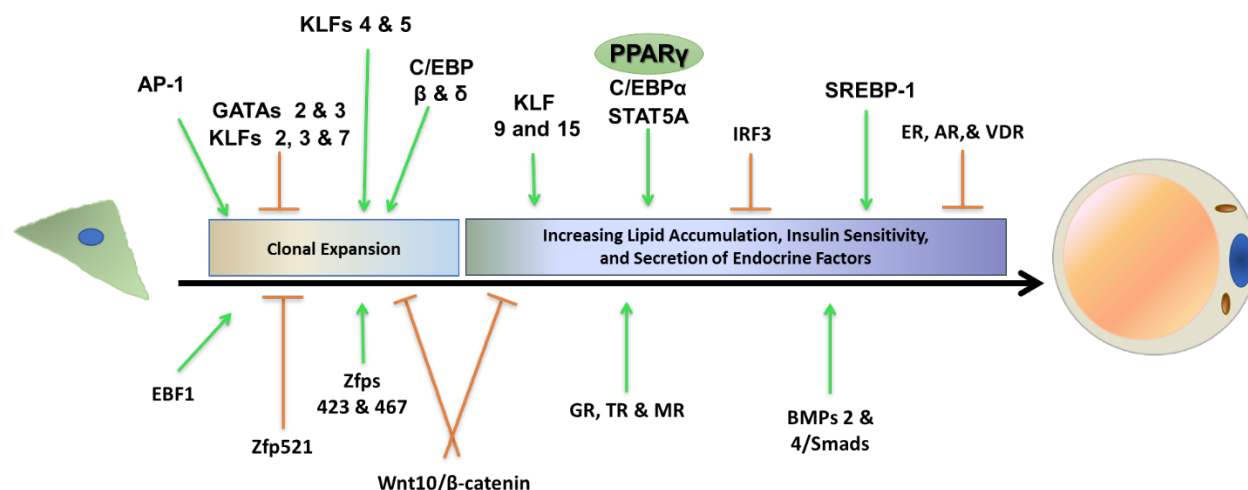 KLFs 4 & 5
PPARγ
C/EBP
β & δ
AP-1
C/EBPα
STAT5A
SREBP-1
GATAs 2 & 3
KLFs 2, 3 & 7
KLF
9 and 15
IRF3
ER, AR,& VDR
Clonal Expansion
Increasing Lipid Accumulation, Insulin Sensitivity,
and Secretion of Endocrine Factors
EBF1
Zfp521
Zfps
423 & 467
Wnt10/β-catenin
GR, TR & MR
BMPs 2 &
4/Smads